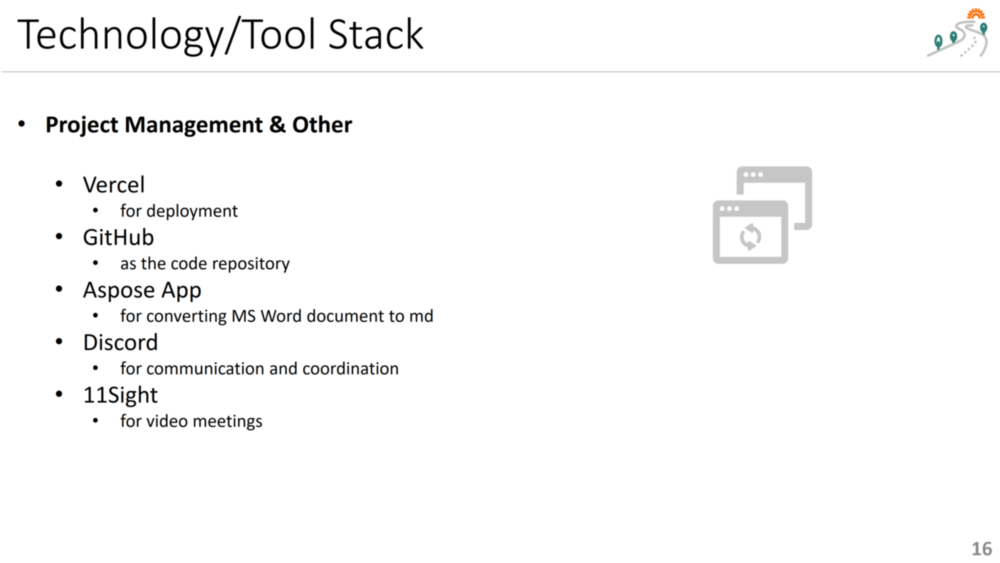 Technology/Tool Stack
• Project Management & Other
• Vercel
• for deployment
• GitHub
• as the code repository
• Aspose App
• for converting MS Word document to md
• Discord
• for communication and coordination
• 11Sight
• for video meetings
16